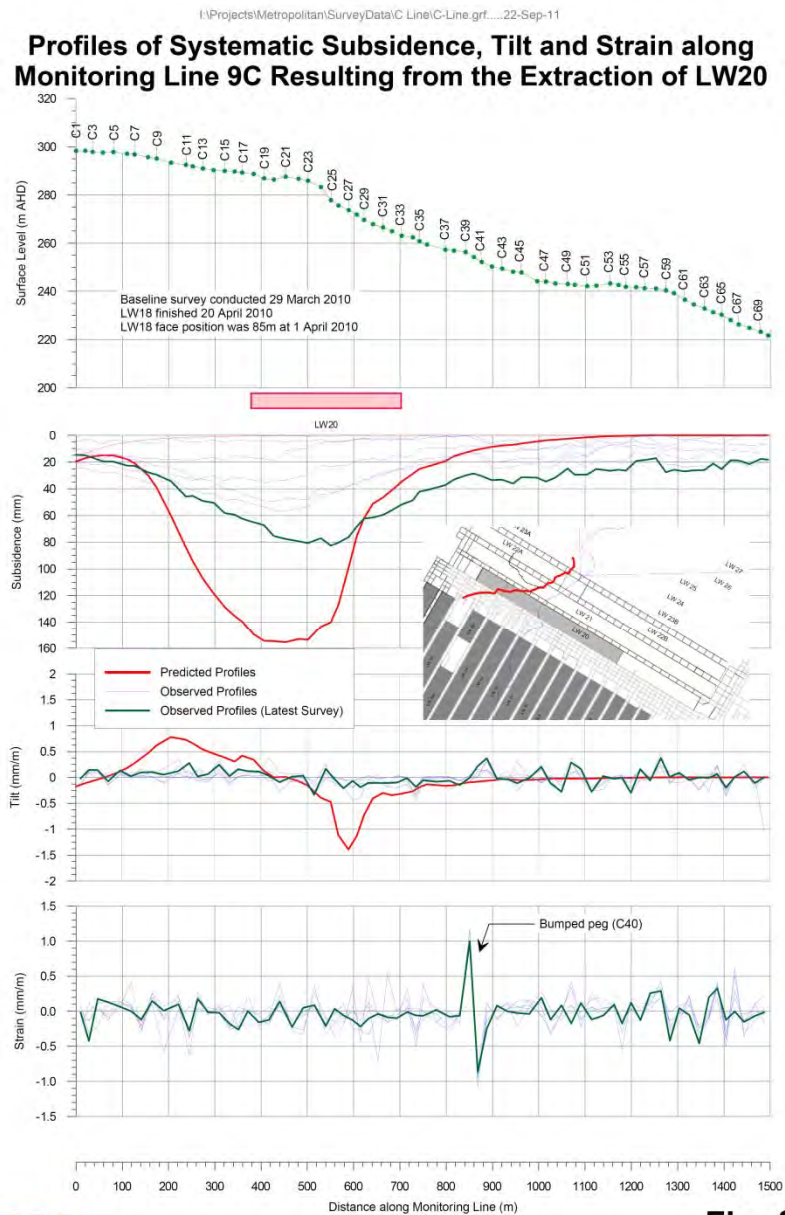 I:\Projects\Metropolitan\SurveyData\C Line\C-Line.grf.....22-Sep-11
Profiles of Systematic Subsidence, Tilt and Strain along
Monitoring Line 9C Resulting from the Extraction of LW20
320
300
280
260
240
220
200
Surface Level (m AHD)
C1 C3 C5 C7 C9 C11 C13 C15 C17 C19 C21 C23 C25 C27 C29 C31 C33 C35 C37 C39 C41 C43 C45 C47 C49 C51 C53 C55 C57 C59 C61 C63 C65 C67 C69
Baseline survey conducted 29 March 2010
LW18 finished 20 April 2010
LW18 face position was 85m at 1 April 2010
LW20
0
20
40
60
80
100
120
140
160
Subsidence (mm)
LW 23A
LW 22A
LW 27
LW 26
LW 25
LW 24
LW 23B
LW 22B
LW 21
LW 20
Predicted Profiles
Observed Profiles
Observed Profiles (Latest Survey)
2
1.5
1
0.5
0
-0.5
-1
-1.5
-2
Tilt (mm/m)
1.5
1.0
0.5
0.0
-0.5
-1.0
-1.5
Strain (mm/m)
Bumped peg (C40)
0 100 200 300 400 500 600 700 800 900 1000 1100 1200 1300 1400 1500
Distance along Monitoring Line (m)